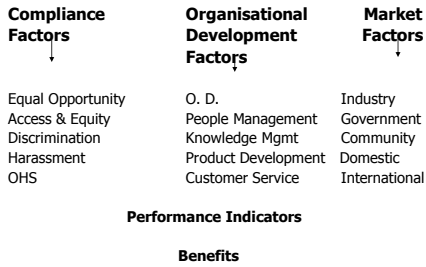 Compliance Factors
Equal Opportunity
Access & Equity
Discrimination
Harassment
OHS
Organisational Development Factors
O. D.
People Management
Knowledge Mgmt
Product Development
Customer Service
Market Factors
Industry
Government
Community
Domestic
International
Performance Indicators
Benefits